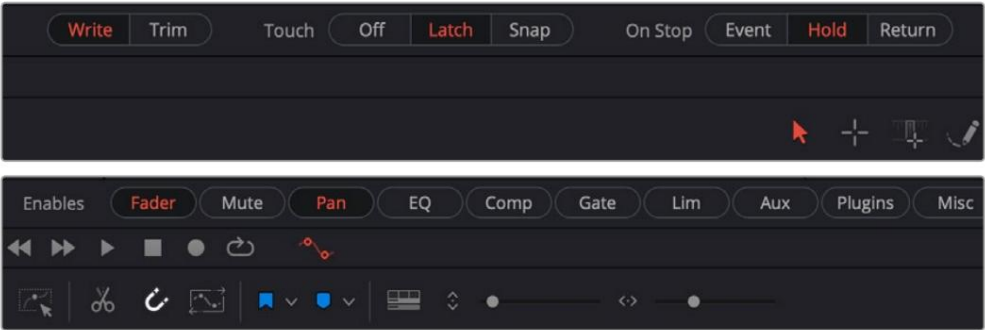 Write Trim Touch Off Latch Snap On Stop Event Hold Return
Enables Fader Mute Pan EQ Comp Gate Lim Aux Plugins Misc